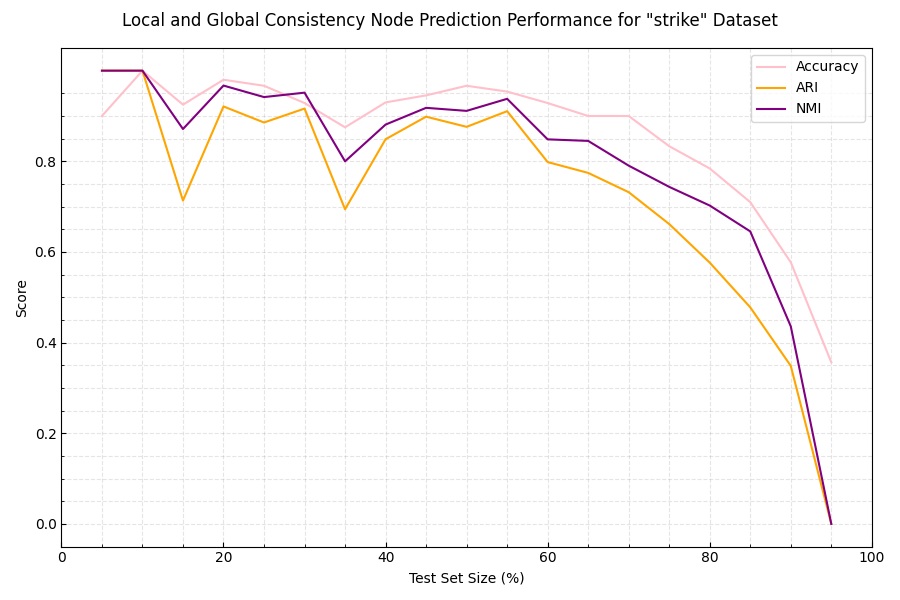 Local and Global Consistency Node Prediction Performance for "strike" Dataset
Accuracy
ARI
NMI
Score
0.8
0.6
0.4
0.2
0.0
0
20
40
60
80
100
Test Set Size (%)